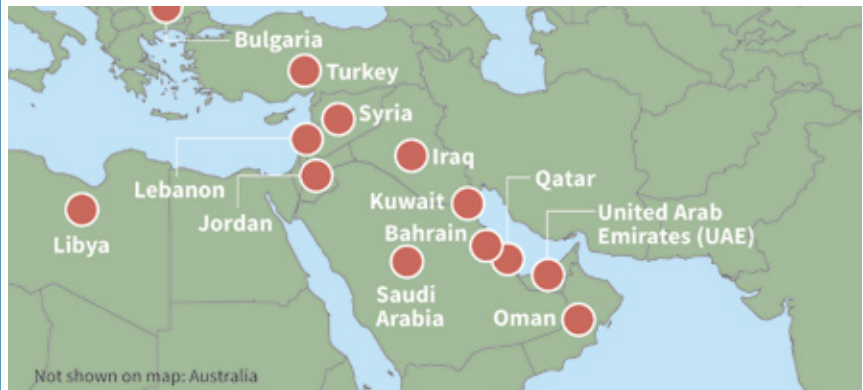 Bulgaria
Turkey
Syria
Iraq
Lebanon
Qatar
Jordan
Kuwait
United Arab
Emirates (UAE)
Libya
Bahrain
Saudi
Arabia
Oman
Not shown on map: Australia